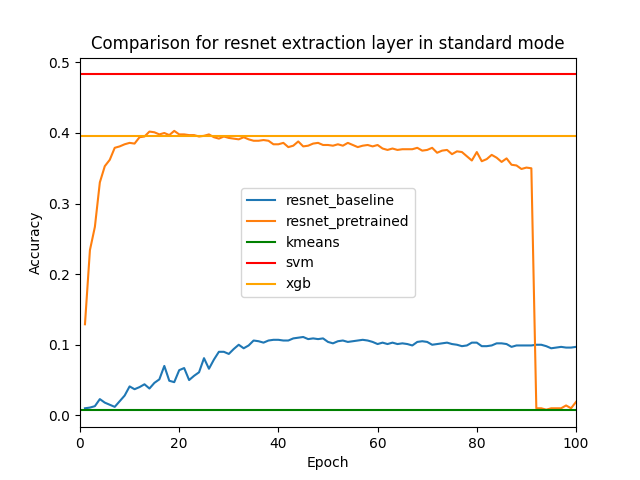 Comparison for resnet extraction layer in standard mode
0.5
0.4
0.3
0.2
0.1
0.0
Accuracy
resnet_baseline
resnet_pretrained
kmeans
svm
xgb
0 20 40 60 80 100
Epoch